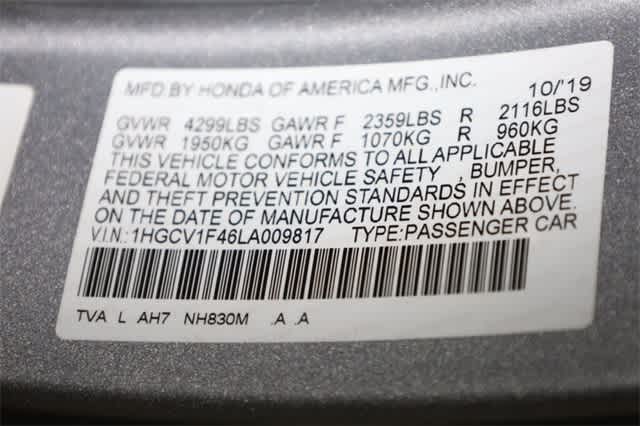 MFD.BY HONDA OF AMERICA MFG.,INC. 10/'19
GVWR 4299LBS GAWR F 2359LBS R 2116LBS
GVWR 1950KG GAWR F 1070KG R 960KG
THIS VEHICLE CONFORMS TO ALL APPLICABLE
FEDERAL MOTOR VEHICLE SAFETY , BUMPER,
AND THEFT PREVENTION STANDARDS IN EFFECT
ON THE DATE OF MANUFACTURE SHOWN ABOVE.
V.I.N.:1HGCV1F46LA009817 TYPE:PASSENGER CAR
TVA L AH7 NH830M .A .A